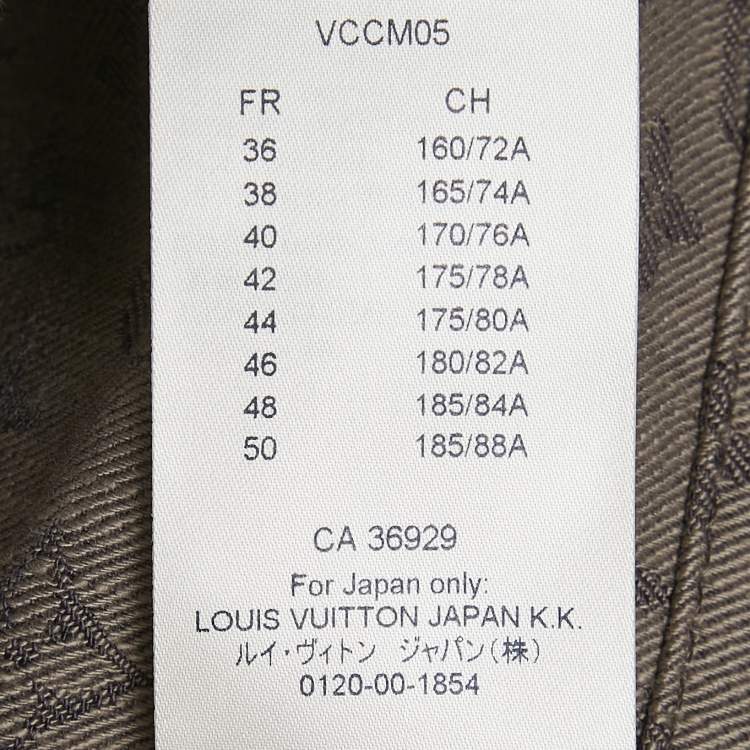 VCCM05
FR CH
36 160/72A
38 165/74A
40 170/76A
42 175/78A
44 175/80A
46 180/82A
48 185/84A
50 185/88A
CA 36929
For Japan only:
LOUIS VUITTON JAPAN K.K.
ルイ・ヴィトン ジャパン(株)
0120-00-1854